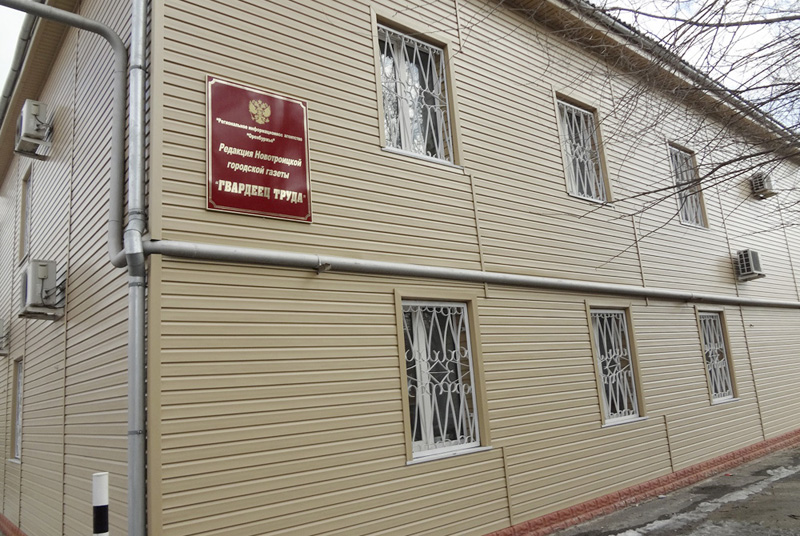 "Региональное информационное агентство
"Оренбуржье"
Редакция Новотроицкой
городской газеты
"ГВАРДЕЕЦ ТРУДА"